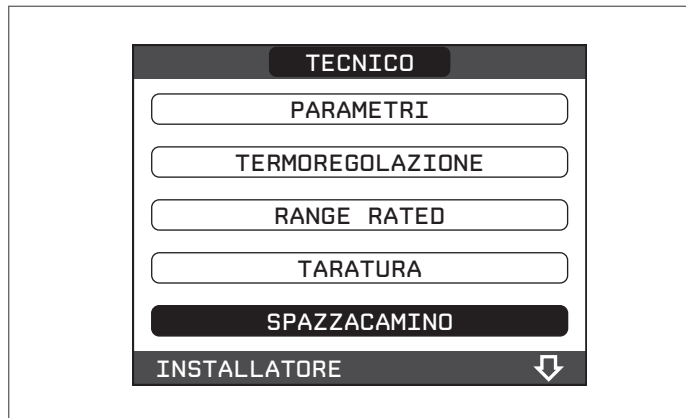 TECNICO
PARAMETRI
TERMOREGOLAZIONE
RANGE RATED
TARATURA
SPAZZACAMINO
INSTALLATORE